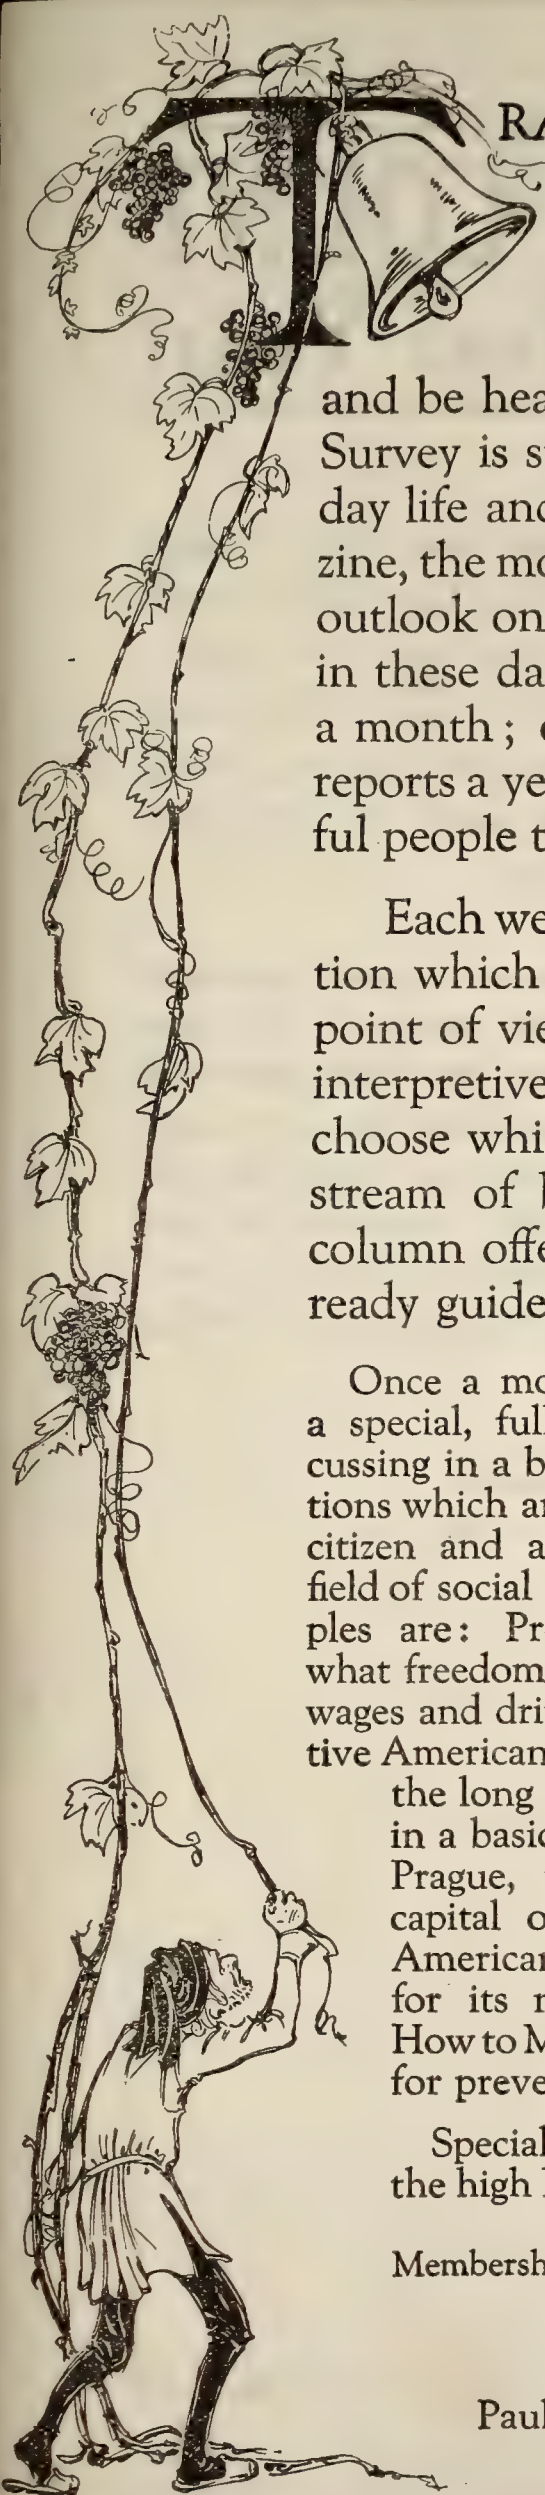 TRA
and be hea
Survey is s
day life and
zine, the mo
outlook on
in these da
a month ;
reports a ye
ful people t
Each we
tion which
point of vie
interpretive
choose whi
stream of
column offe
ready guide
Once a mo
a special, full
cussing in a b
tions which ar
citizen and a
field of social
ples are: Pr
what freedom
wages and dri
tive American
the long
in a basic
Prague,
capital o
American
for its
How to M
for preve
Special
the high
Membersh
Paul